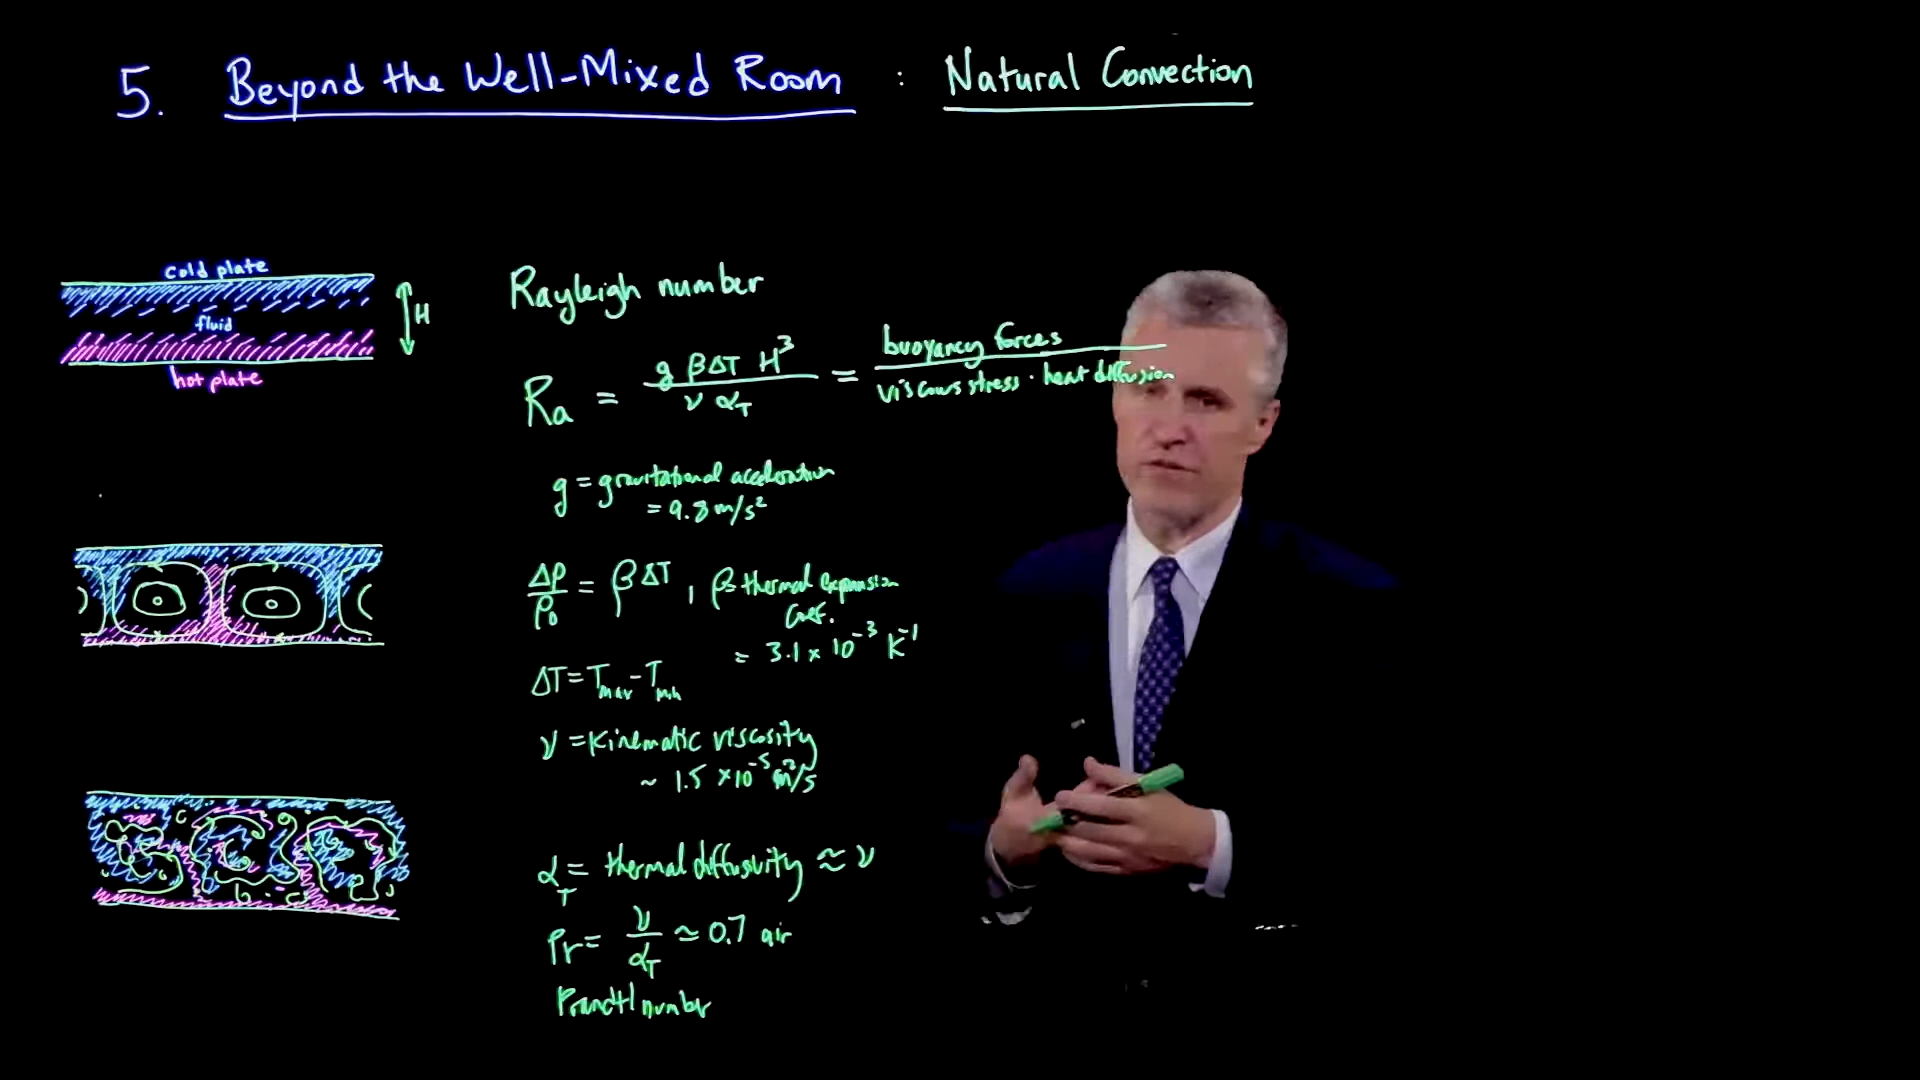 5. Beyond the Well-Mixed Room : Natural Convection
cold plate
fluid
hot plate
H
Rayleigh number
Ra = g β ΔT H³ / ν α_T = buoyancy forces / viscous stress · heat diffusion
g = gravitational acceleration
= 9.8 m/s²
Δρ/ρ₀ = β ΔT , β = thermal expansion
coef.
= 3.1 × 10⁻³ K⁻¹
ΔT = T_max - T_min
ν = kinematic viscosity
~ 1.5 × 10⁻⁵ m²/s
α_T = thermal diffusivity ≈ ν
Pr = ν/α_T ≈ 0.7 air
Prandtl number